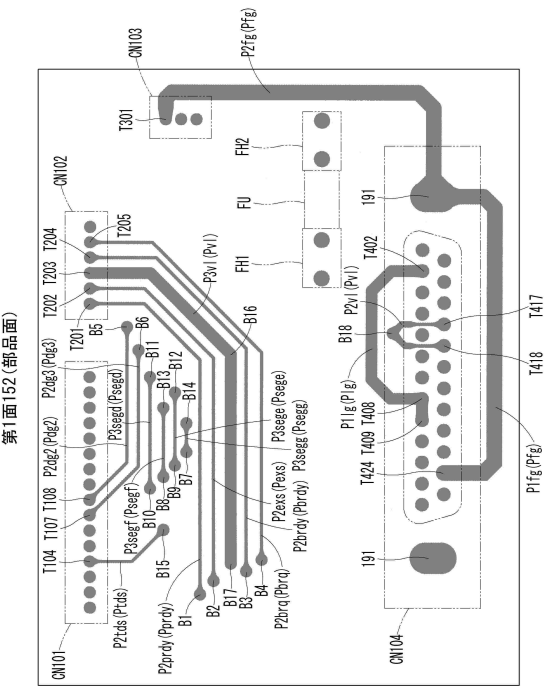 第1面152(部品面)
CN103
P2fg(Pfg)
T301
CN102
T204
T205
T203
T202
T201
B5
B6
P2dg3(Pdg3)
P2dg2(Pdg2)
T108
T107
T104
CN101
P2tds(Ptds)
P3segd(Psegd)
P3segf(Psegf)
B11
B13
B12
B14
B10
B8
B9
B7
B15
P3vl(Pvl)
B16
P3sege(Psege)
P3segg(Psegg)
P2exs(Pexs)
P2brdy(Pbrdy)
P2prdy(Pprdy)
B1
B2
B17
B3
B4
P2brq(Pbrq)
FH2
FU
FH1
191
T402
P2vl(Pvl)
B18
P1lg(Plg)
T408
T409
T424
T417
T418
P1fg(Pfg)
191
CN104